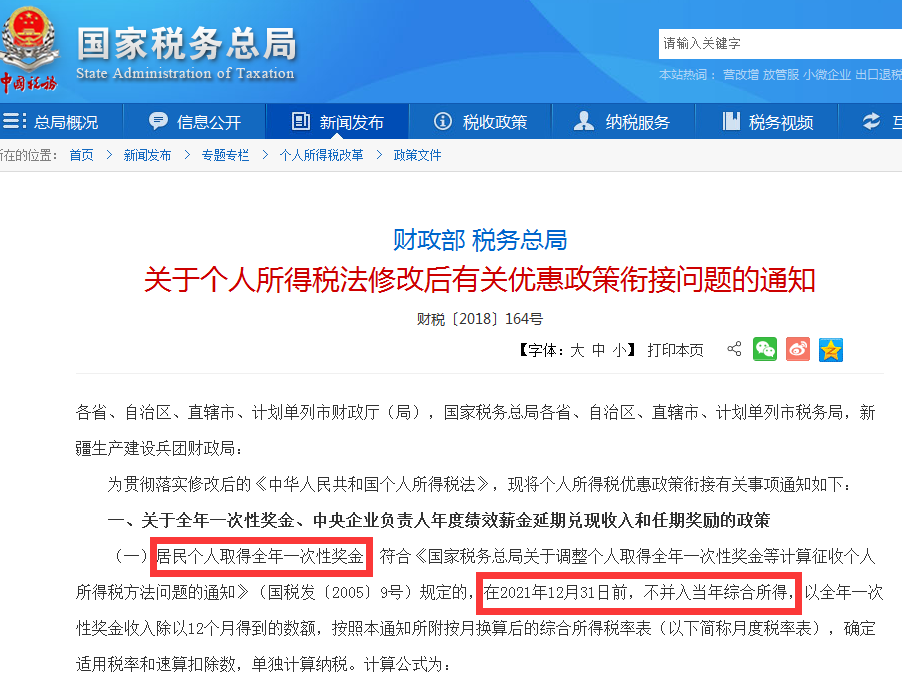 国家税务总局
State Administration of Taxation
中国税务
请输入关键字
本站热词： 营改增 放管服 小微企业 出口退税
总局概况 信息公开 新闻发布 税收政策 纳税服务 税务视频 互
所在的位置： 首页 > 新闻发布 > 专题专栏 > 个人所得税改革 > 政策文件
财政部 税务总局
关于个人所得税法修改后有关优惠政策衔接问题的通知
财税〔2018〕164号
【字体：大 中 小】 打印本页
各省、自治区、直辖市、计划单列市财政厅（局），国家税务总局各省、自治区、直辖市、计划单列市税务局，新
疆生产建设兵团财政局：
为贯彻落实修改后的《中华人民共和国个人所得税法》，现将个人所得税优惠政策衔接有关事项通知如下：
一、关于全年一次性奖金、中央企业负责人年度绩效薪金延期兑现收入和任期奖励的政策
（一）居民个人取得全年一次性奖金，符合《国家税务总局关于调整个人取得全年一次性奖金等计算征收个人
所得税方法问题的通知》（国税发〔2005〕9号）规定的，在2021年12月31日前，不并入当年综合所得，以全年一次
性奖金收入除以12个月得到的数额，按照本通知所附按月换算后的综合所得税率表（以下简称月度税率表），确定
适用税率和速算扣除数，单独计算纳税。计算公式为：